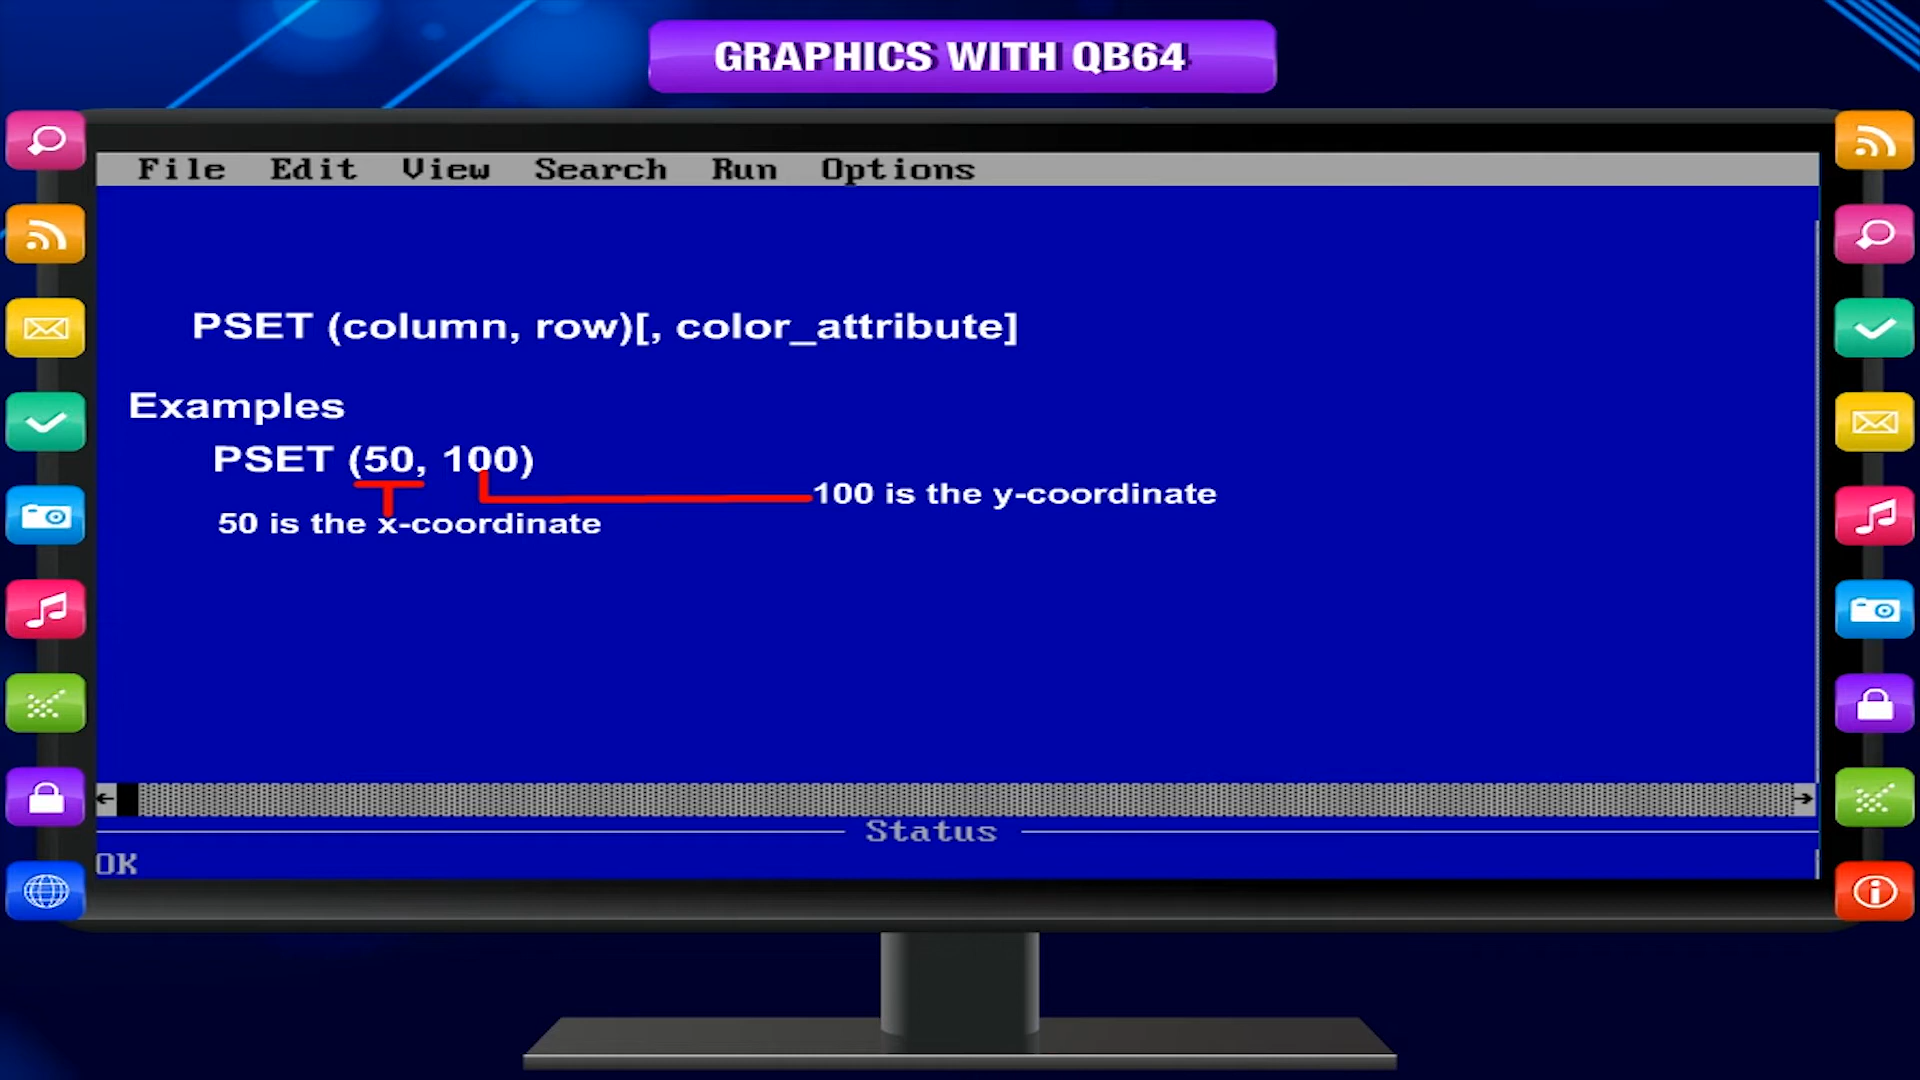 GRAPHICS WITH QB64
File Edit View Search Run Options
PSET (column, row)[, color_attribute]
Examples
PSET (50, 100)
100 is the y-coordinate
50 is the x-coordinate
Status
OK